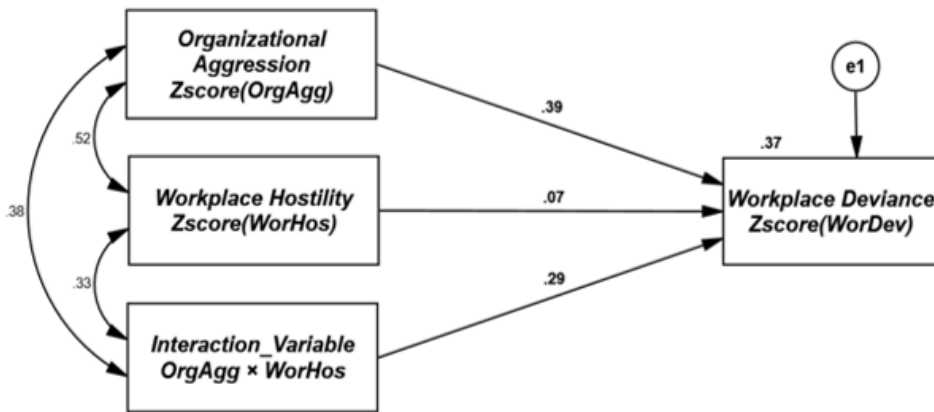 Organizational
Aggression
Zscore(OrgAgg)
e1
.39
.37
.52
Workplace Hostility
Zscore(WorHos)
.07
Workplace Deviance
Zscore(WorDev)
.38
.33
.29
Interaction_Variable
OrgAgg × WorHos